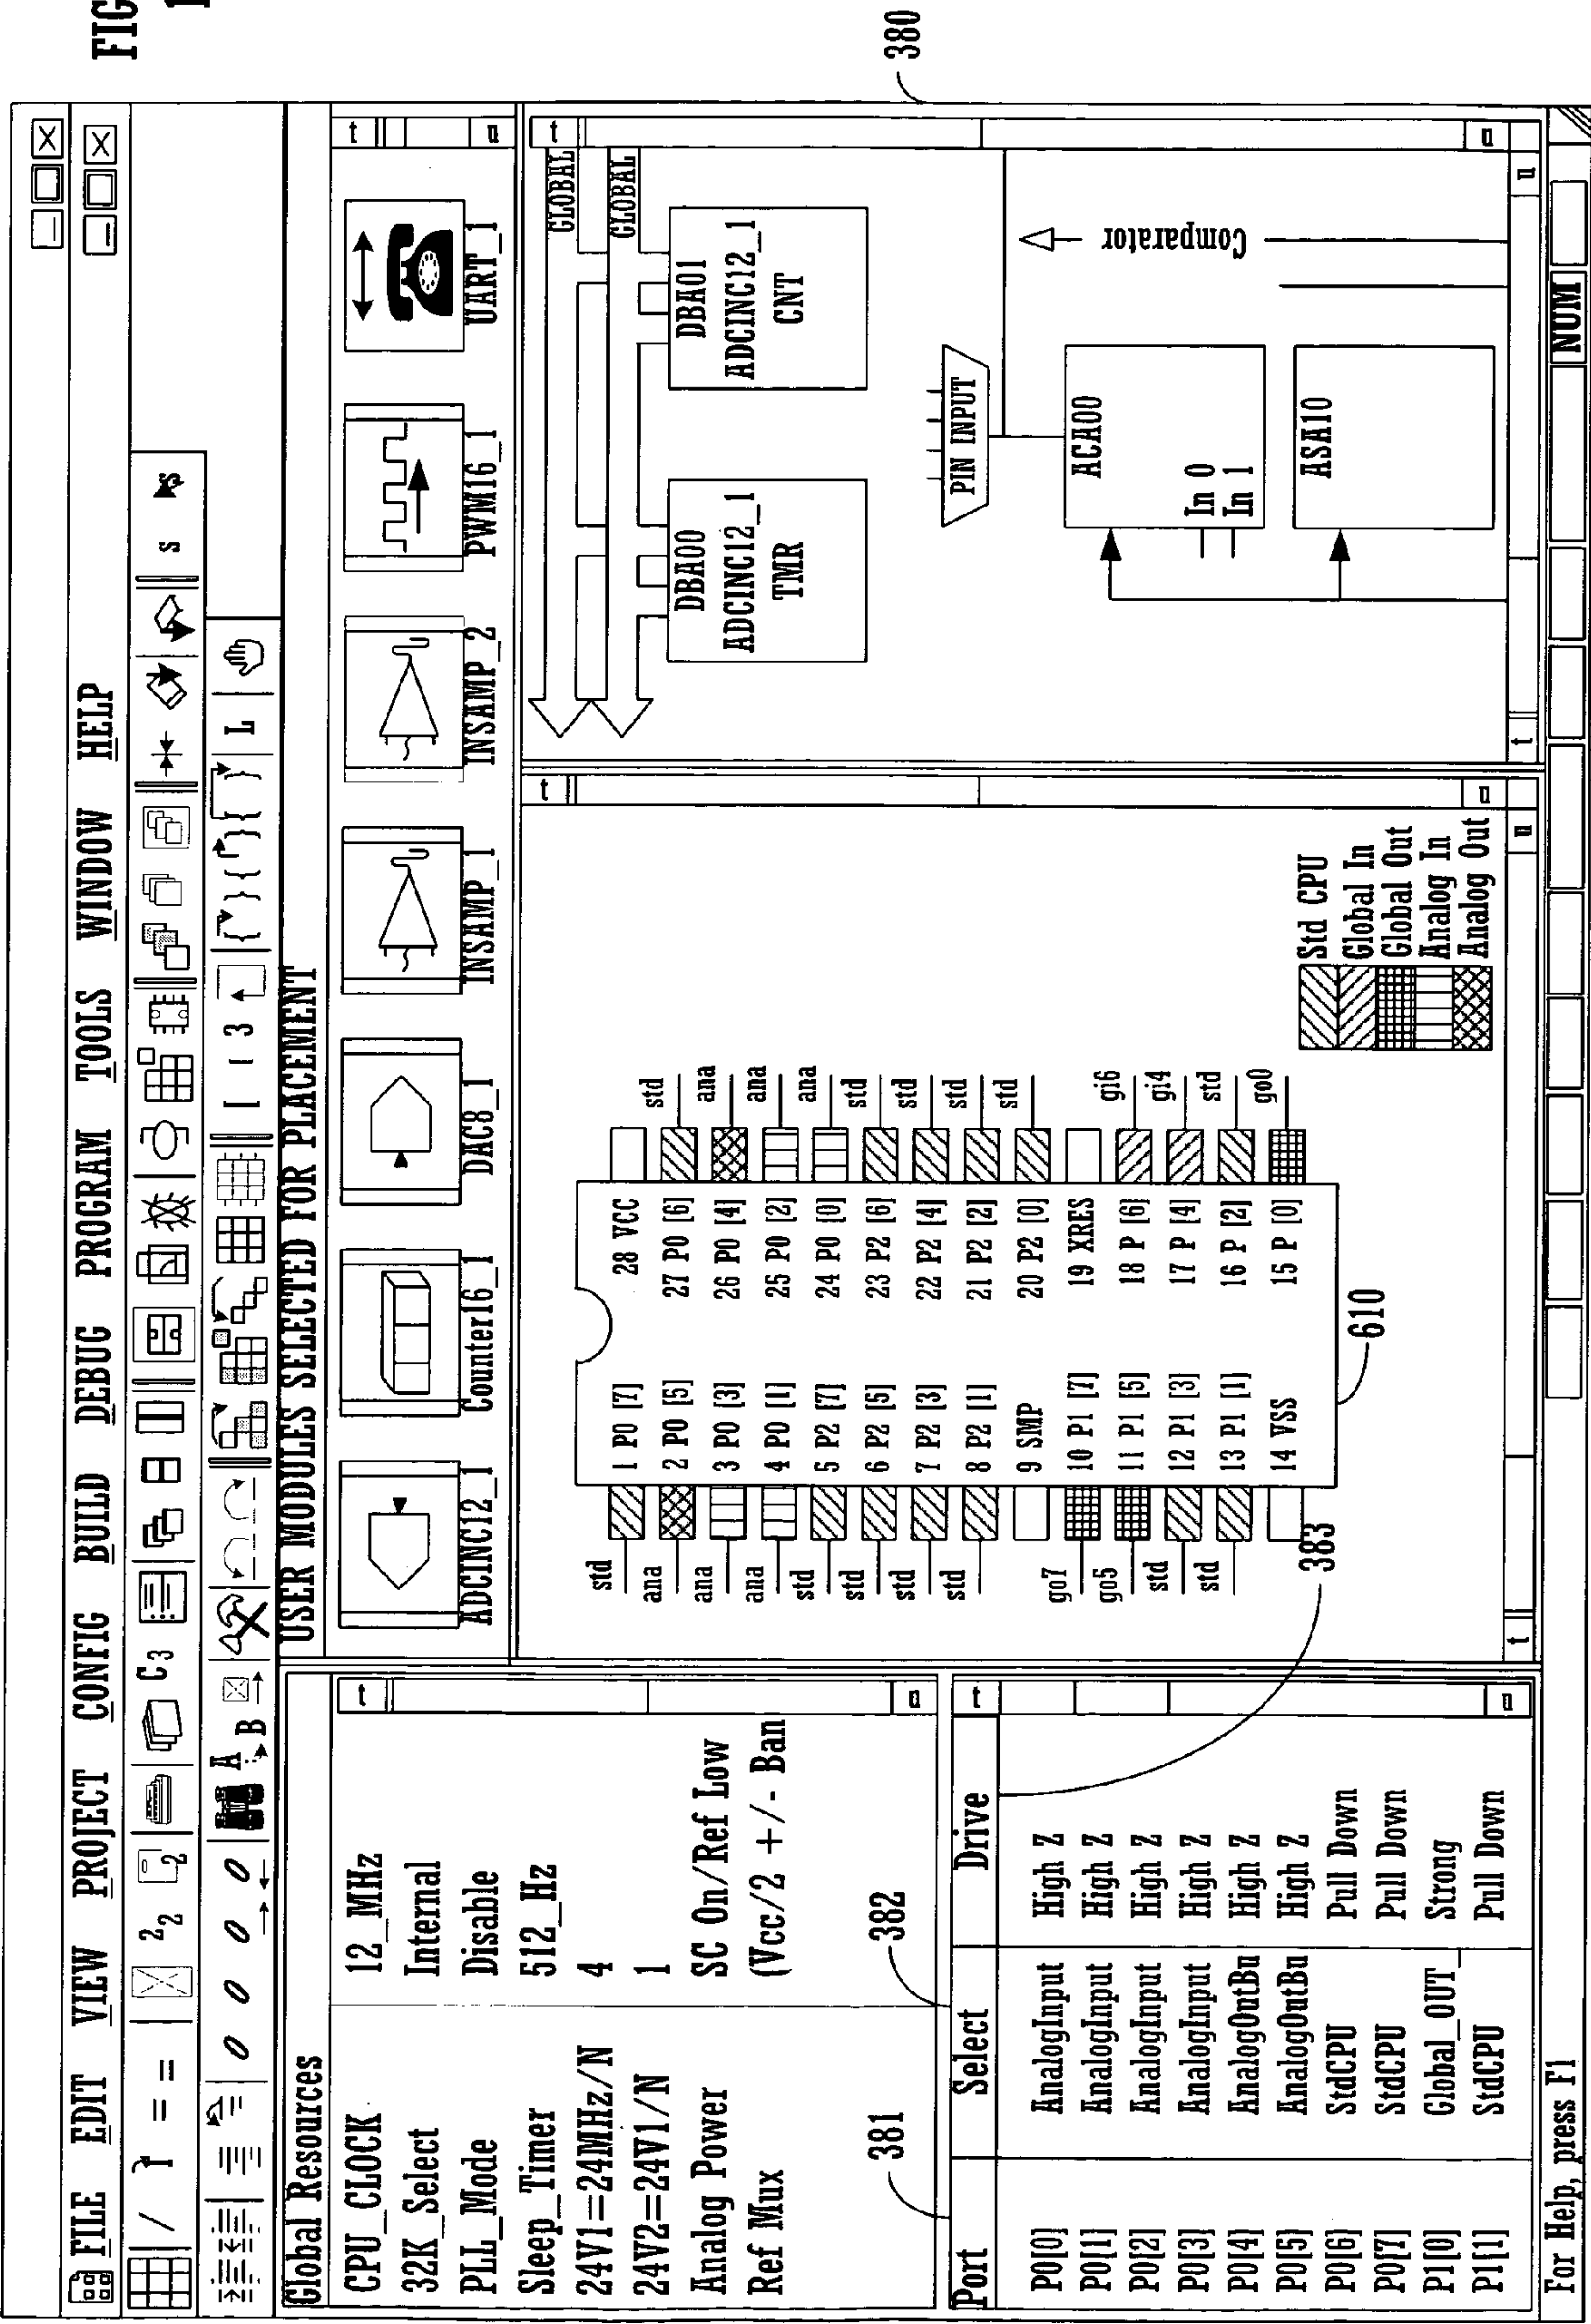 FIG
1
FILE EDIT VIEW PROJECT CONFIG BUILD DEBUG PROGRAM TOOLS WINDOW HELP
USER MODULES SELECTED FOR PLACEMENT
ADCINC12_1 Counter16_1 DAC8_1 INSAMP_1 INSAMP_2 PWM16_1 UART_1
Global Resources
CPU_CLOCK 12_MHz
32K_Select Internal
PLL_Mode Disable
Sleep_Timer 512_Hz
24V1=24MHz/N 4
24V2=24V1/N 1
Analog Power SC On/Ref Low
Ref Mux (Vcc/2 +/- Ban
381
382
383
Port Select Drive
P0[0] AnalogInput High Z
P0[1] AnalogInput High Z
P0[2] AnalogInput High Z
P0[3] AnalogInput High Z
P0[4] AnalogOutBu High Z
P0[5] AnalogOutBu High Z
P0[6] StdCPU Pull Down
P0[7] StdCPU Pull Down
P1[0] Global_OUT_ Strong
P1[1] StdCPU Pull Down
std 1 P0 [7] 28 VCC
ana 2 P0 [5] 27 P0 [6] std
ana 3 P0 [3] 26 P0 [4] ana
ana 4 P0 [1] 25 P0 [2] ana
std 5 P2 [7] 24 P0 [0] ana
std 6 P2 [5] 23 P2 [6] std
std 7 P2 [3] 22 P2 [4] std
std 8 P2 [1] 21 P2 [2] std
9 SMP 20 P2 [0] std
go7 10 P1 [7] 19 XRES
go5 11 P1 [5] 18 P [6] gi6
std 12 P1 [3] 17 P [4] gi4
std 13 P1 [1] 16 P [2] std
14 VSS 15 P [0] go0
610
Std CPU
Global In
Global Out
Analog In
Analog Out
GLOBAL
GLOBAL
DBA00
ADCINC12_1
TMR
DBA01
ADCINC12_1
CNT
PIN INPUT
ACA00
In 0
In 1
ASA10
Comparator
380
For Help, press F1
NUM